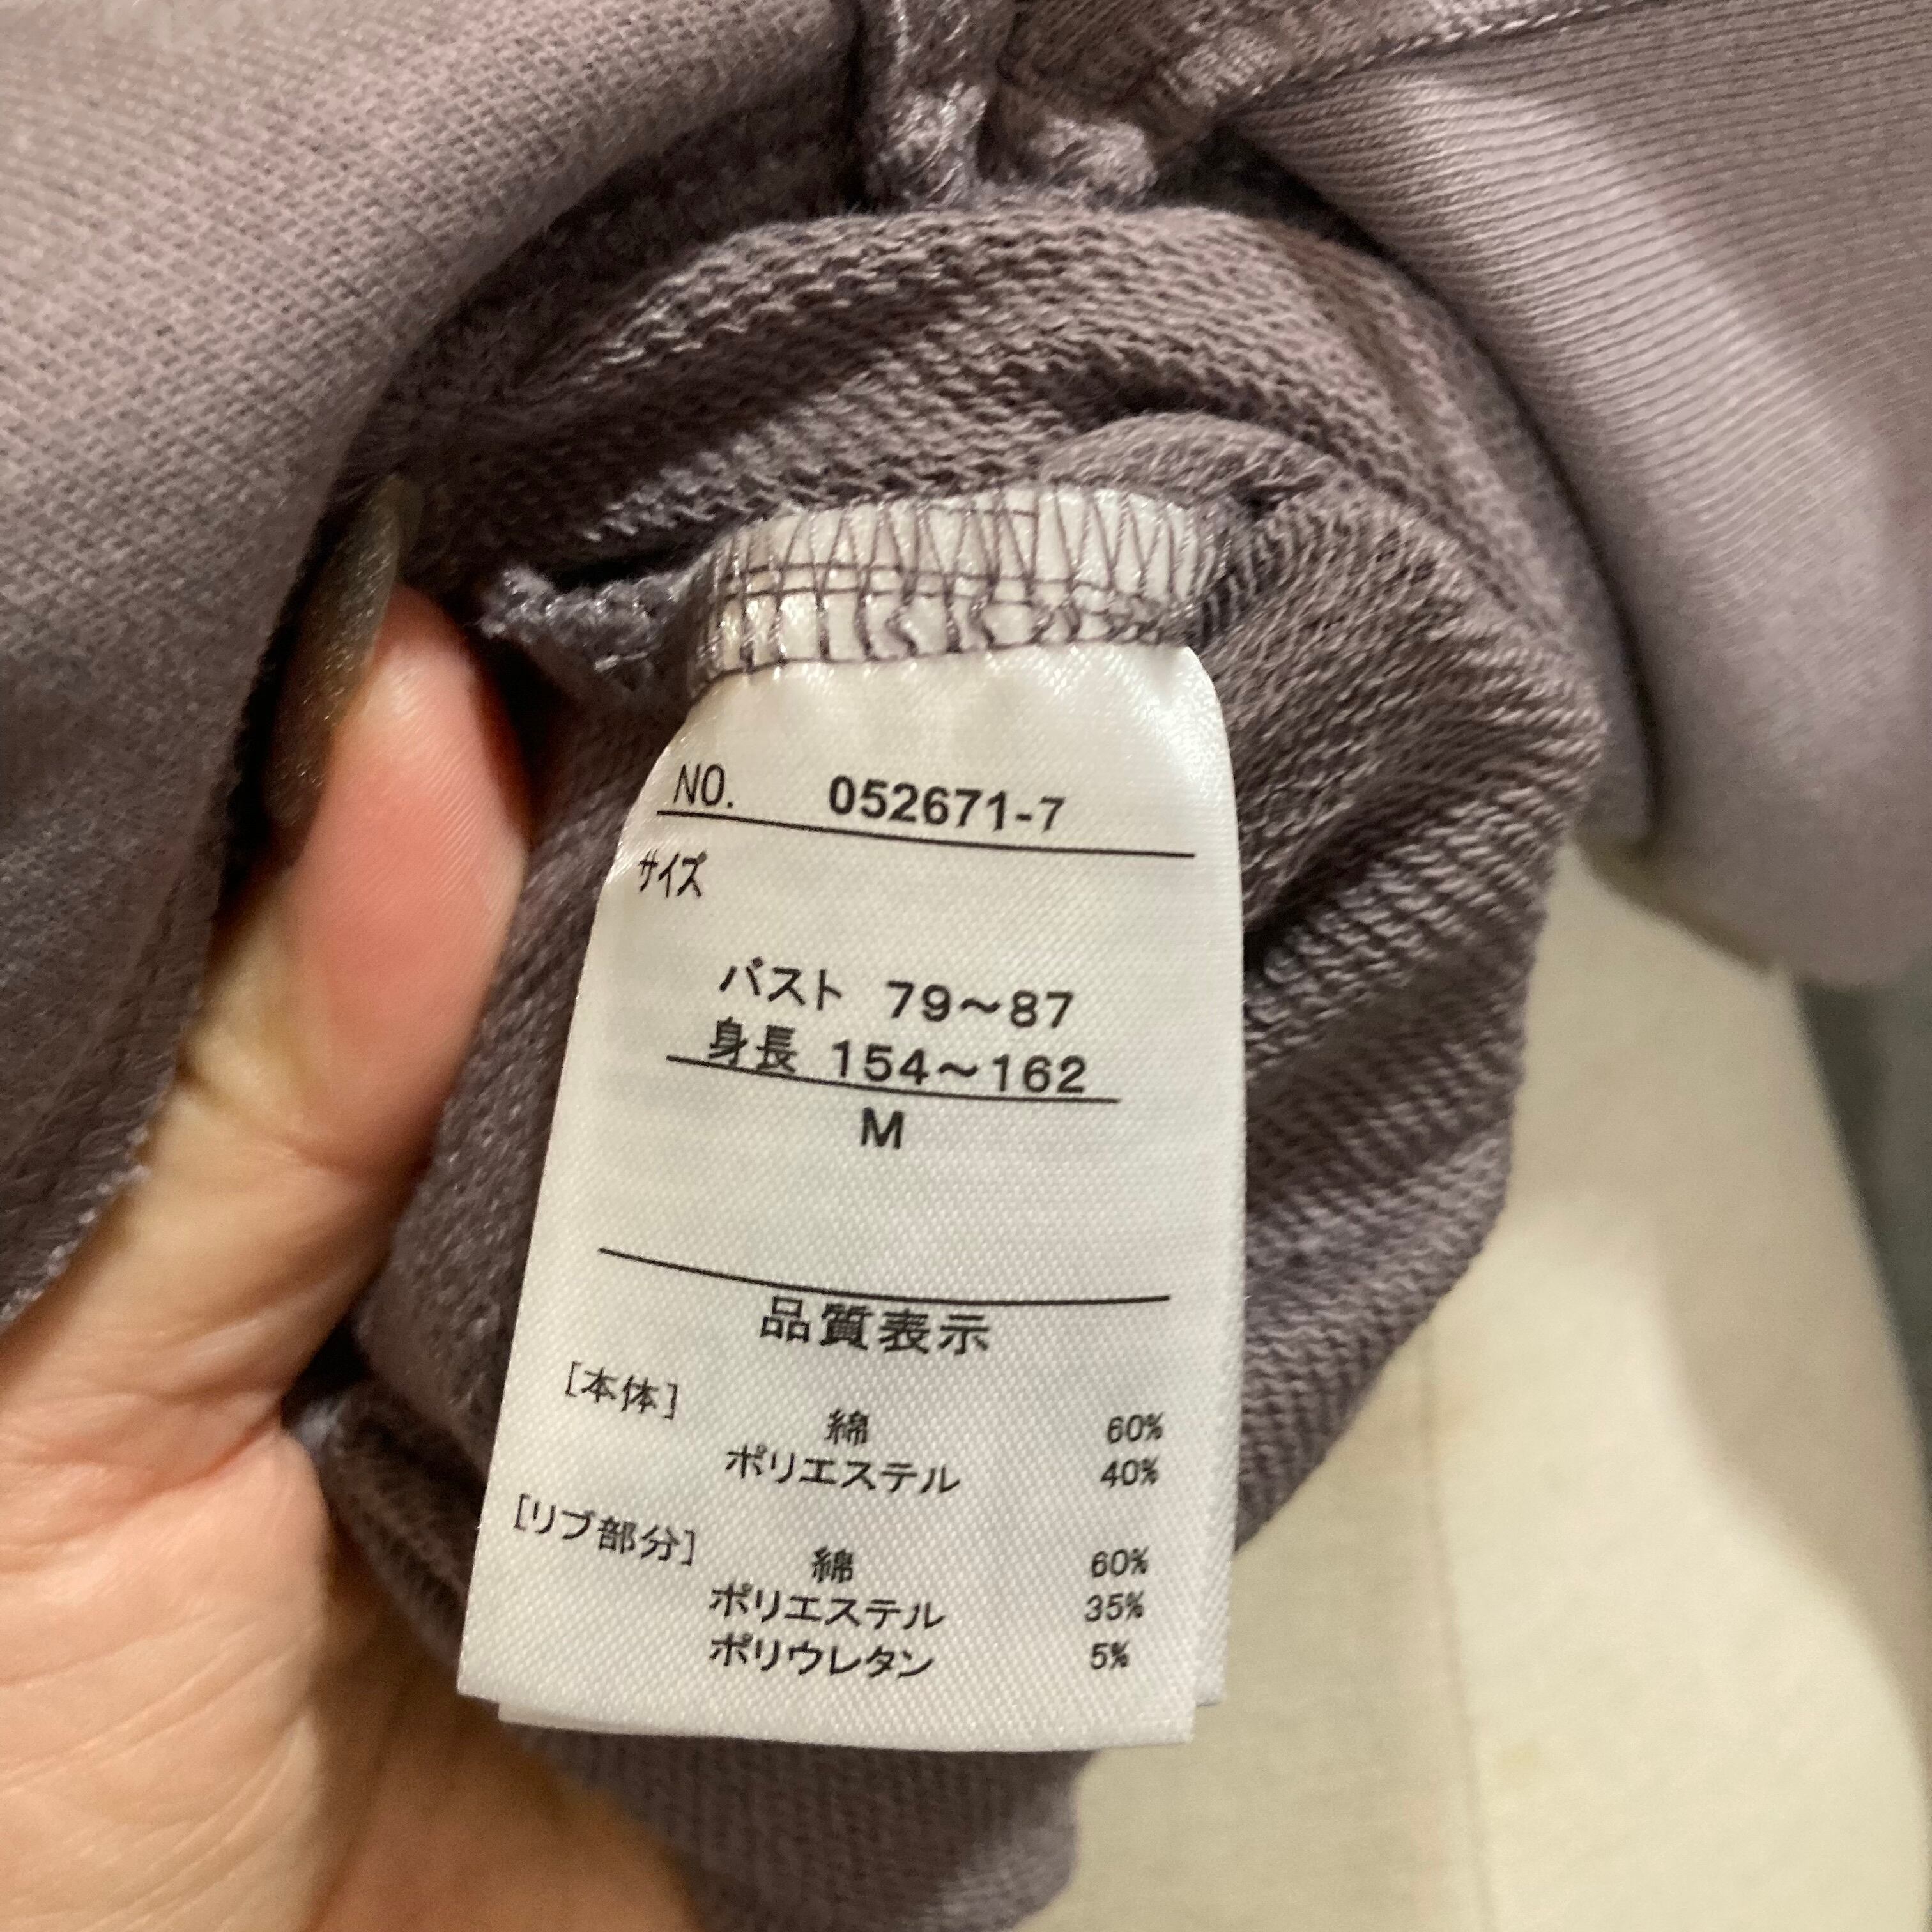 NO. 052671-7
サイズ
バスト 79～87
身長 154～162
M
品質表示
[本体]
綿 60%
ポリエステル 40%
[リブ部分]
綿 60%
ポリエステル 35%
ポリウレタン 5%